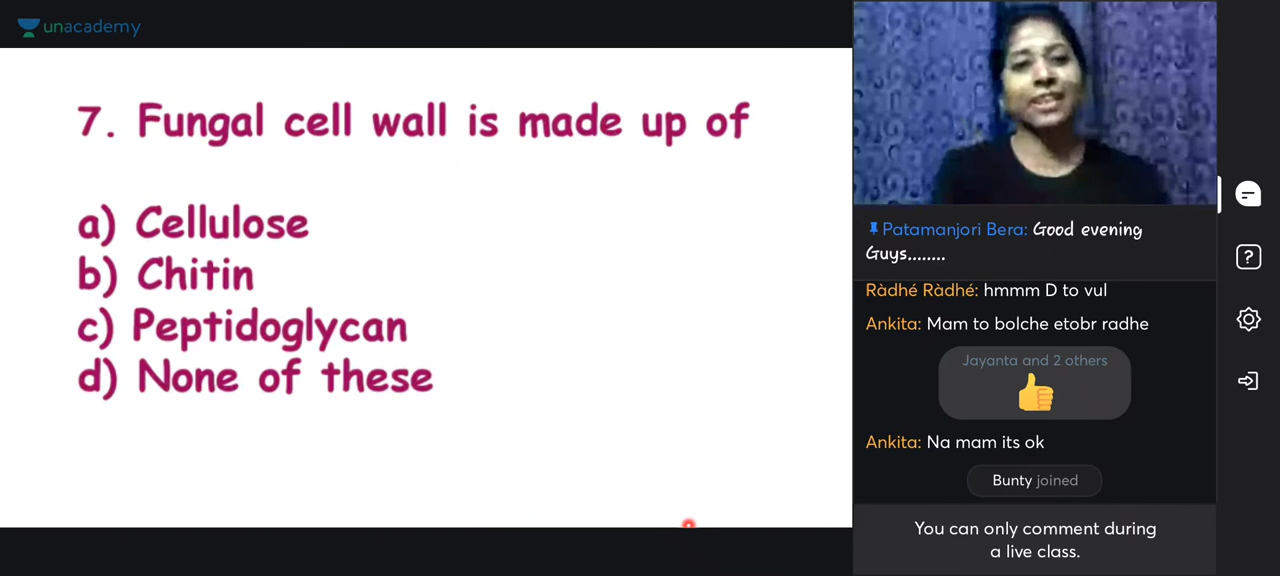 unacademy
7. Fungal cell wall is made up of
a) Cellulose
b) Chitin
c) Peptidoglycan
d) None of these
Patamanjori Bera: Good evening
Guys........
Ràdhé Ràdhé: hmmm D to vul
Ankita: Mam to bolche etobr radhe
Jayanta and 2 others
Ankita: Na mam its ok
Bunty joined
You can only comment during
a live class.
?